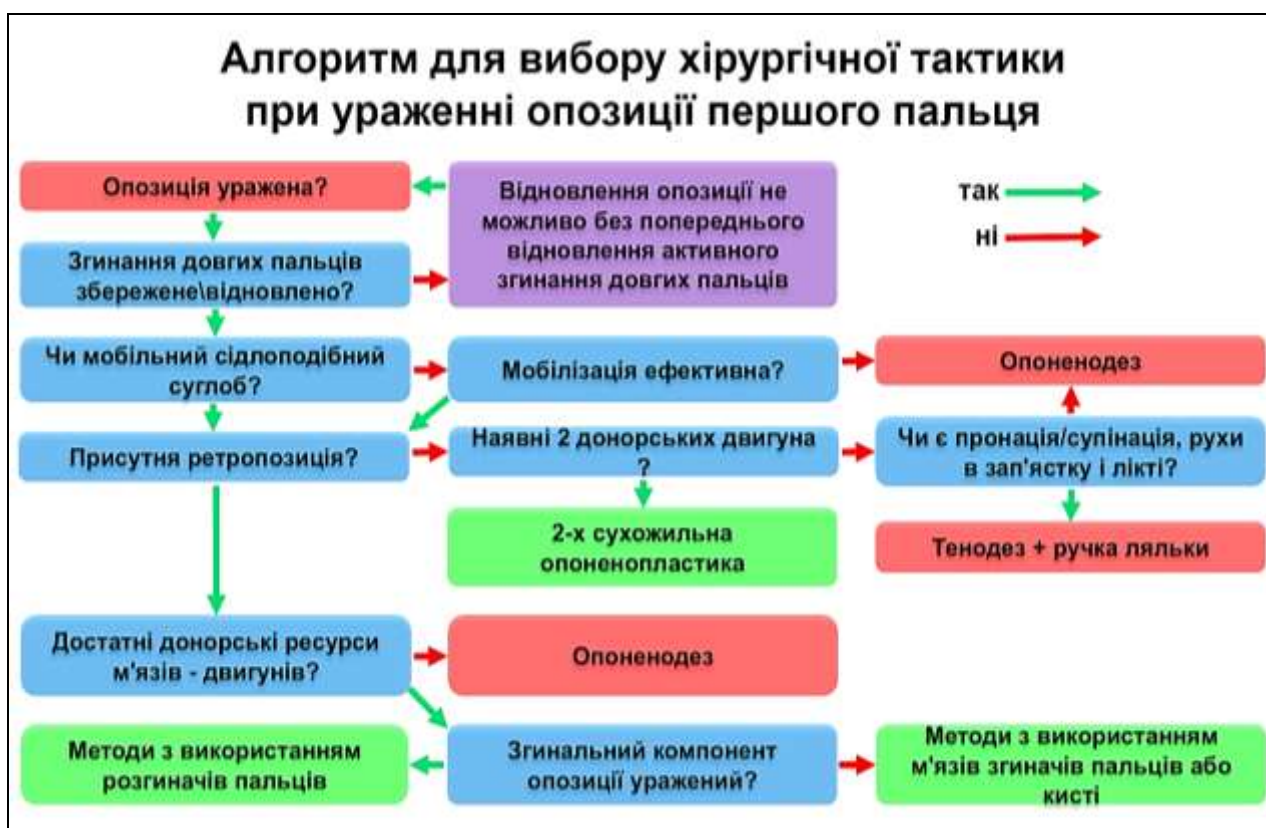 Алгоритм для вибору хірургічної тактики
при ураженні опозиції першого пальця
Опозиція уражена?
Відновлення опозиції не
можливо без попереднього
відновлення активного
згинання довгих пальців
так
ні
Згинання довгих пальців
збережене\відновлено?
Чи мобільний сідлоподібний
суглоб?
Мобілізація ефективна?
Опоненодез
Присутня ретропозиція?
Наявні 2 донорських двигуна
?
Чи є пронація/супінація, рухи
в зап'ястку і лікті?
2-х сухожильна
опоненопластика
Тенодез + ручка ляльки
Достатні донорські ресурси
м'язів - двигунів?
Опоненодез
Методи з використанням
розгиначів пальців
Згинальний компонент
опозиції уражений?
Методи з використанням
м'язів згиначів пальців або
кисті